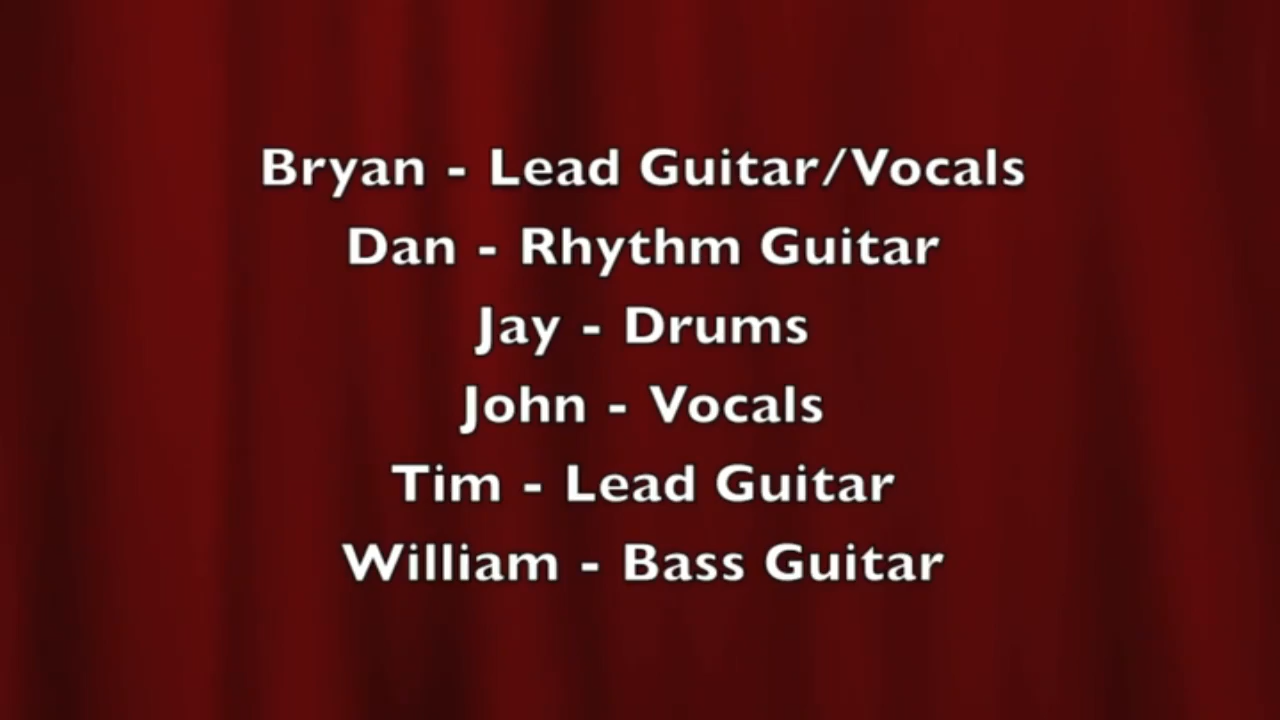 Bryan - Lead Guitar/Vocals
Dan - Rhythm Guitar
Jay - Drums
John - Vocals
Tim - Lead Guitar
William - Bass Guitar